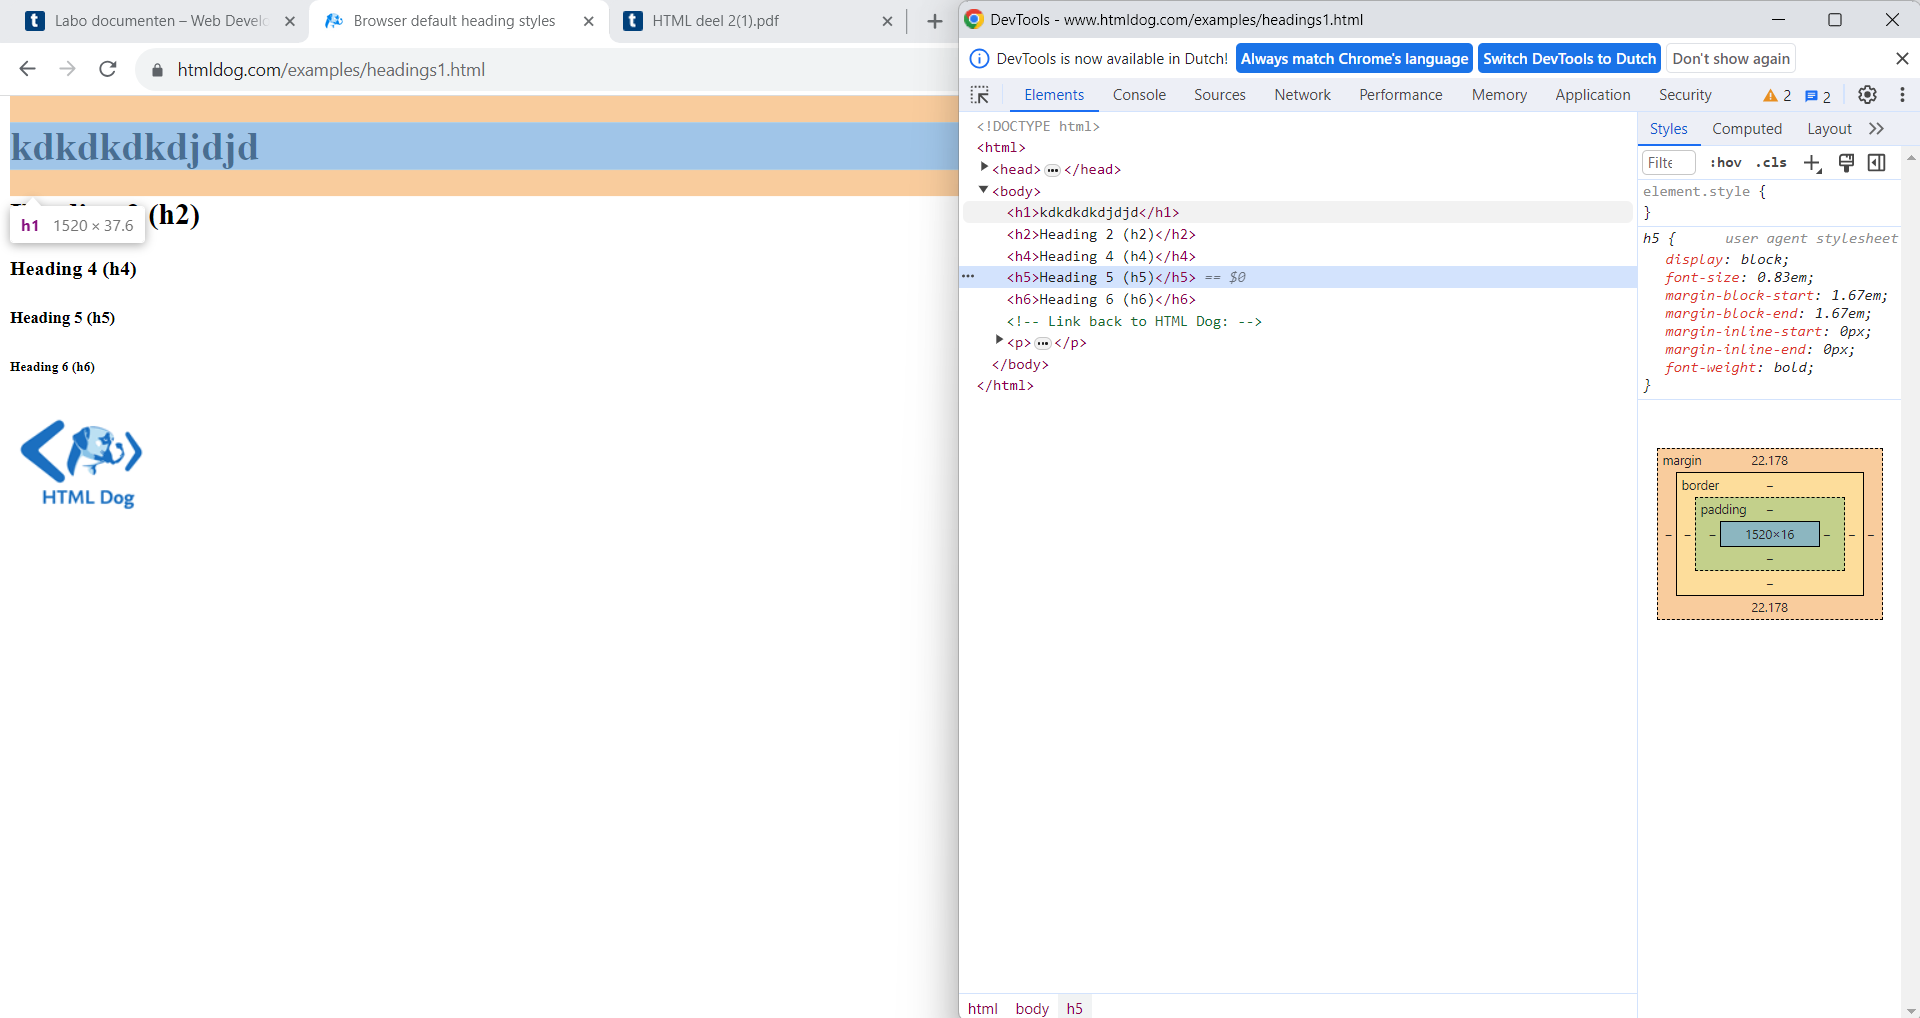 Labo documenten – Web Develo
Browser default heading styles
HTML deel 2(1).pdf
htmldog.com/examples/headings1.html
kdkdkdkdjdjd
(h2)
h1 1520 × 37.6
Heading 4 (h4)
Heading 5 (h5)
Heading 6 (h6)
HTML Dog
DevTools - www.htmldog.com/examples/headings1.html
DevTools is now available in Dutch! Always match Chrome's language Switch DevTools to Dutch Don't show again
Elements Console Sources Network Performance Memory Application Security 2 2
<!DOCTYPE html>
<html>
<head> ... </head>
<body>
<h1>kdkdkdkdjdjd</h1>
<h2>Heading 2 (h2)</h2>
<h4>Heading 4 (h4)</h4>
<h5>Heading 5 (h5)</h5> == $0
<h6>Heading 6 (h6)</h6>
<!-- Link back to HTML Dog: -->
<p> ... </p>
</body>
</html>
html body h5
Styles Computed Layout
Filte :hov .cls
element.style {
}
h5 { user agent stylesheet
display: block;
font-size: 0.83em;
margin-block-start: 1.67em;
margin-block-end: 1.67em;
margin-inline-start: 0px;
margin-inline-end: 0px;
font-weight: bold;
}
margin 22.178
border –
padding –
– – – 1520×16 – – –
–
–
22.178